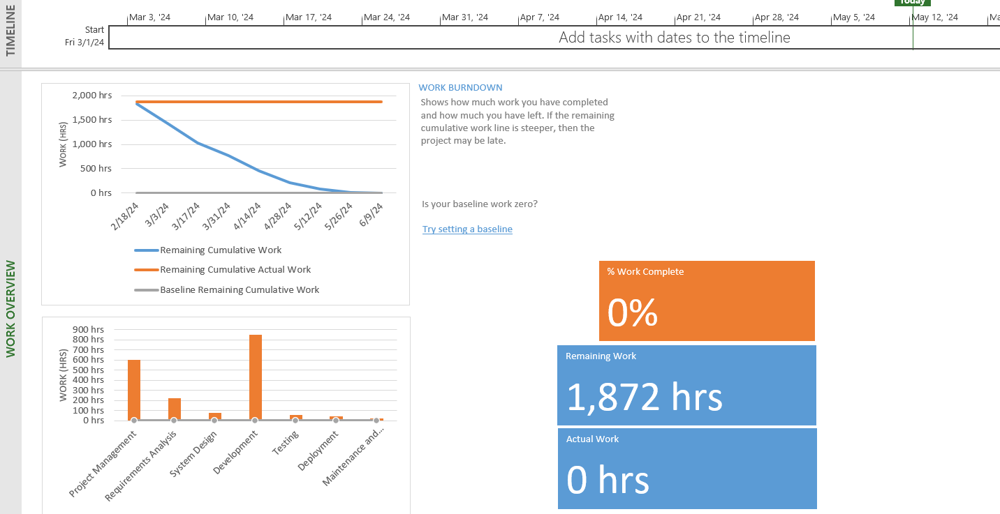 Today
Mar 3, '24 Mar 10, '24 Mar 17, '24 Mar 24, '24 Mar 31, '24 Apr 7, '24 Apr 14, '24 Apr 21, '24 Apr 28, '24 May 5, '24 May 12, '24 Ma
TIMELINE
Start
Fri 3/1/24
Add tasks with dates to the timeline
WORK OVERVIEW
WORK (HRS)
2,000 hrs
1,500 hrs
1,000 hrs
500 hrs
0 hrs
2/18/24 3/3/24 3/17/24 3/31/24 4/14/24 4/28/24 5/12/24 5/26/24 6/9/24
Remaining Cumulative Work
Remaining Cumulative Actual Work
Baseline Remaining Cumulative Work
WORK BURNDOWN
Shows how much work you have completed
and how much you have left. If the remaining
cumulative work line is steeper, then the
project may be late.
Is your baseline work zero?
Try setting a baseline
% Work Complete
0%
Remaining Work
1,872 hrs
Actual Work
0 hrs
WORK (HRS)
900 hrs
800 hrs
700 hrs
600 hrs
500 hrs
400 hrs
300 hrs
200 hrs
100 hrs
0 hrs
Project Management
Requirements Analysis
System Design
Development
Testing
Deployment
Maintenance and...